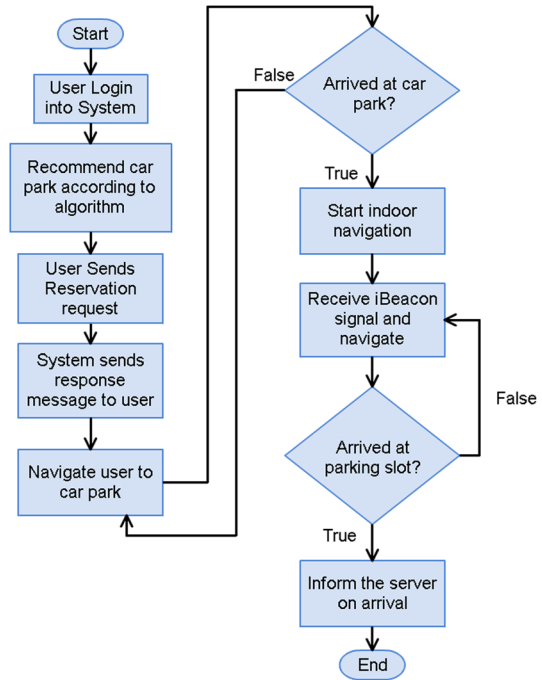 Start
User Login
into System
Recommend car
park according to
algorithm
User Sends
Reservation
request
System sends
response
message to user
Navigate user to
car park
False
Arrived at car
park?
True
Start indoor
navigation
Receive iBeacon
signal and
navigate
False
Arrived at
parking slot?
True
Inform the server
on arrival
End